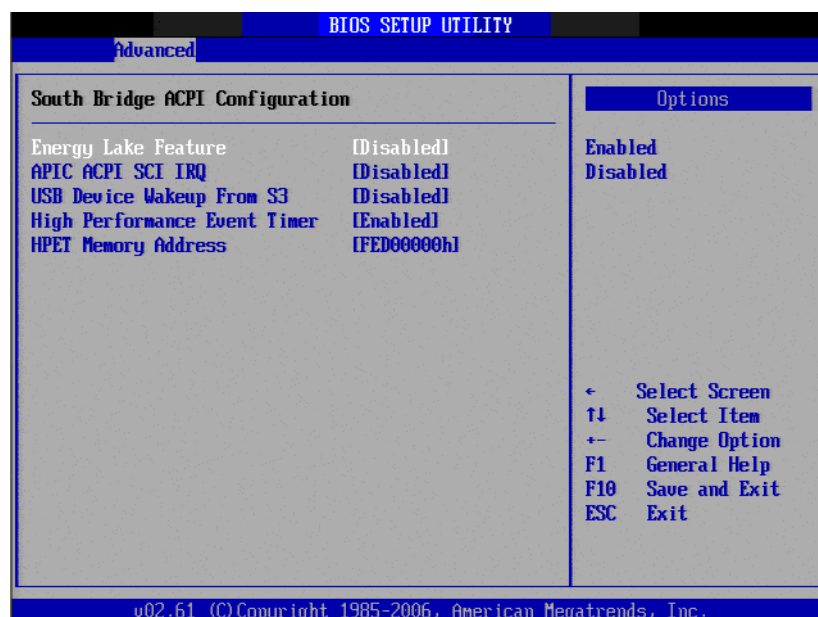 BIOS SETUP UTILITY
Advanced
South Bridge ACPI Configuration
Energy Lake Feature [Disabled]
APIC ACPI SCI IRQ [Disabled]
USB Device Wakeup From S3 [Disabled]
High Performance Event Timer [Enabled]
HPET Memory Address [FED00000h]
Options
Enabled
Disabled
← Select Screen
↑↓ Select Item
+- Change Option
F1 General Help
F10 Save and Exit
ESC Exit
v02.61 (C)Copyright 1985-2006, American Megatrends, Inc.